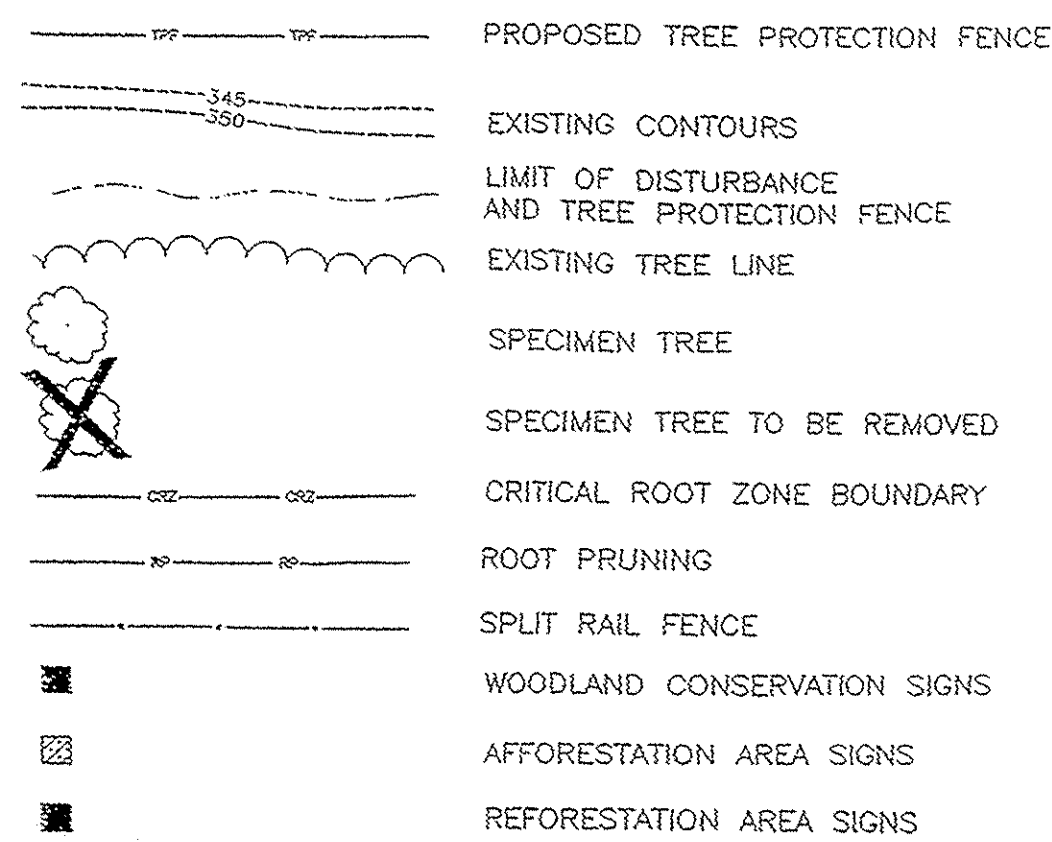 TPF TPF PROPOSED TREE PROTECTION FENCE
345
350 EXISTING CONTOURS
LIMIT OF DISTURBANCE
AND TREE PROTECTION FENCE
EXISTING TREE LINE
SPECIMEN TREE
SPECIMEN TREE TO BE REMOVED
CRZ CRZ CRITICAL ROOT ZONE BOUNDARY
RP RP ROOT PRUNING
SPLIT RAIL FENCE
WOODLAND CONSERVATION SIGNS
AFFORESTATION AREA SIGNS
REFORESTATION AREA SIGNS